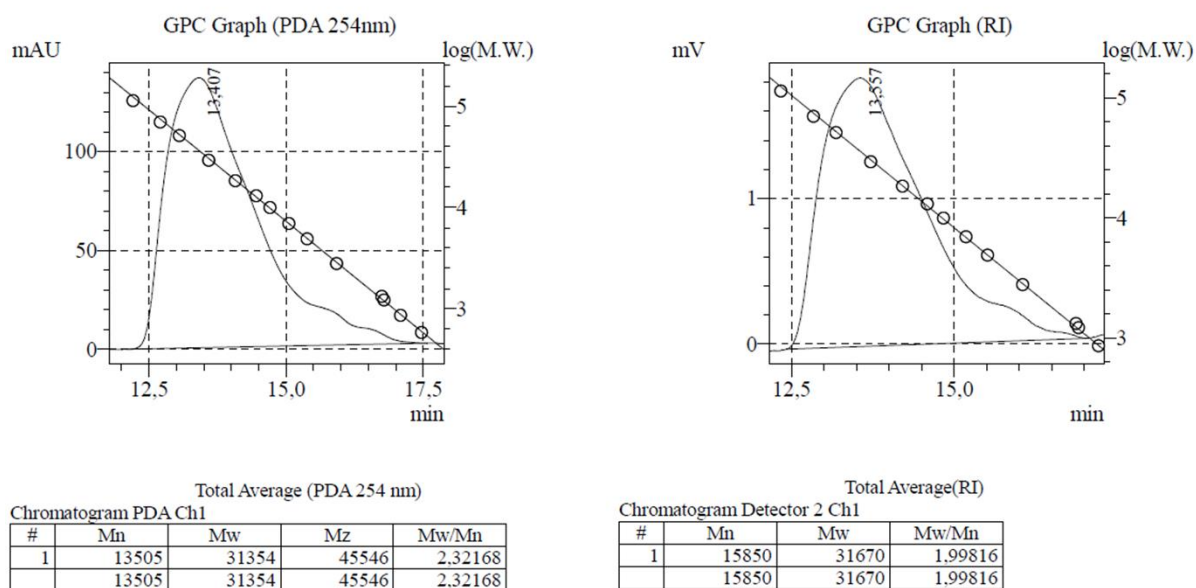 GPC Graph (PDA 254nm)
mAU
log(M.W.)
13,407
100
50
0
5
4
3
12,5
15,0
17,5
min
GPC Graph (RI)
mV
log(M.W.)
13,557
1
0
5
4
3
12,5
15,0
min
Total Average (PDA 254 nm)
Chromatogram PDA Ch1
# Mn Mw Mz Mw/Mn
1 13505 31354 45546 2,32168
13505 31354 45546 2,32168
Total Average(RI)
Chromatogram Detector 2 Ch1
# Mn Mw Mw/Mn
1 15850 31670 1,99816
15850 31670 1,99816